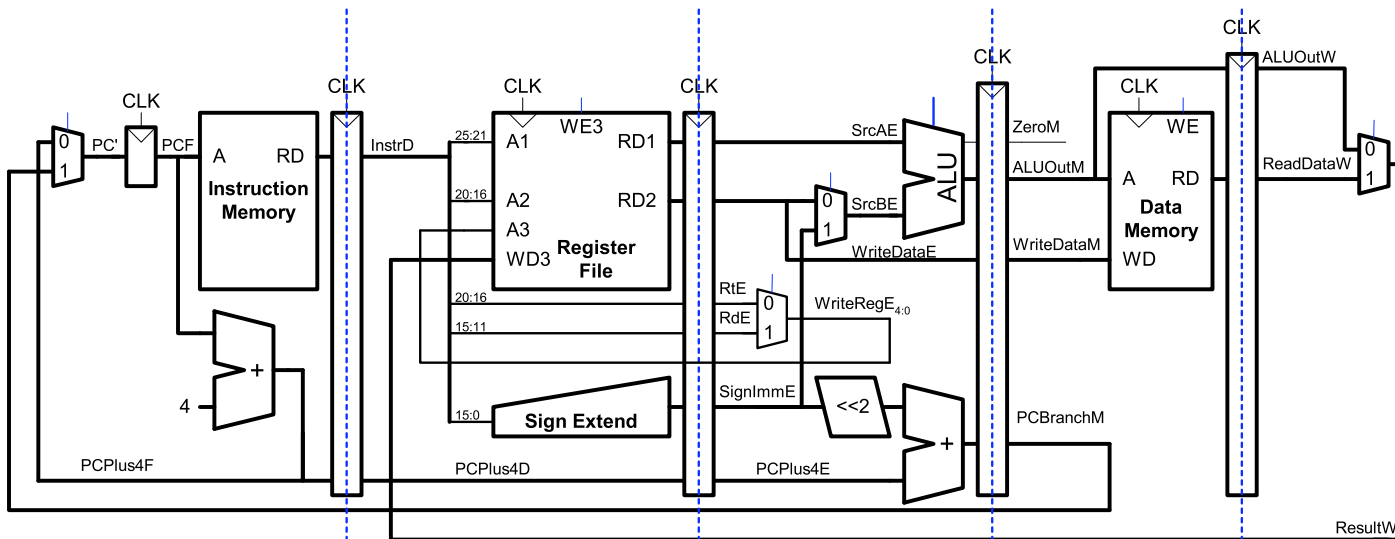 CLK
CLK
CLK
CLK
CLK
CLK
CLK
0
1
PC'
PCF
A
RD
Instruction
Memory
+
4
PCPlus4F
InstrD
25:21
20:16
20:16
15:11
15:0
A1
A2
A3
WD3
WE3
RD1
RD2
Register
File
Sign Extend
PCPlus4D
SrcAE
0
1
SrcBE
ALU
WriteDataE
RtE
RdE
0
1
WriteRegE4:0
SignImmE
<<2
+
PCPlus4E
ZeroM
ALUOutM
WriteDataM
PCBranchM
A
RD
WE
Data
Memory
WD
ALUOutW
ReadDataW
0
1
ResultW